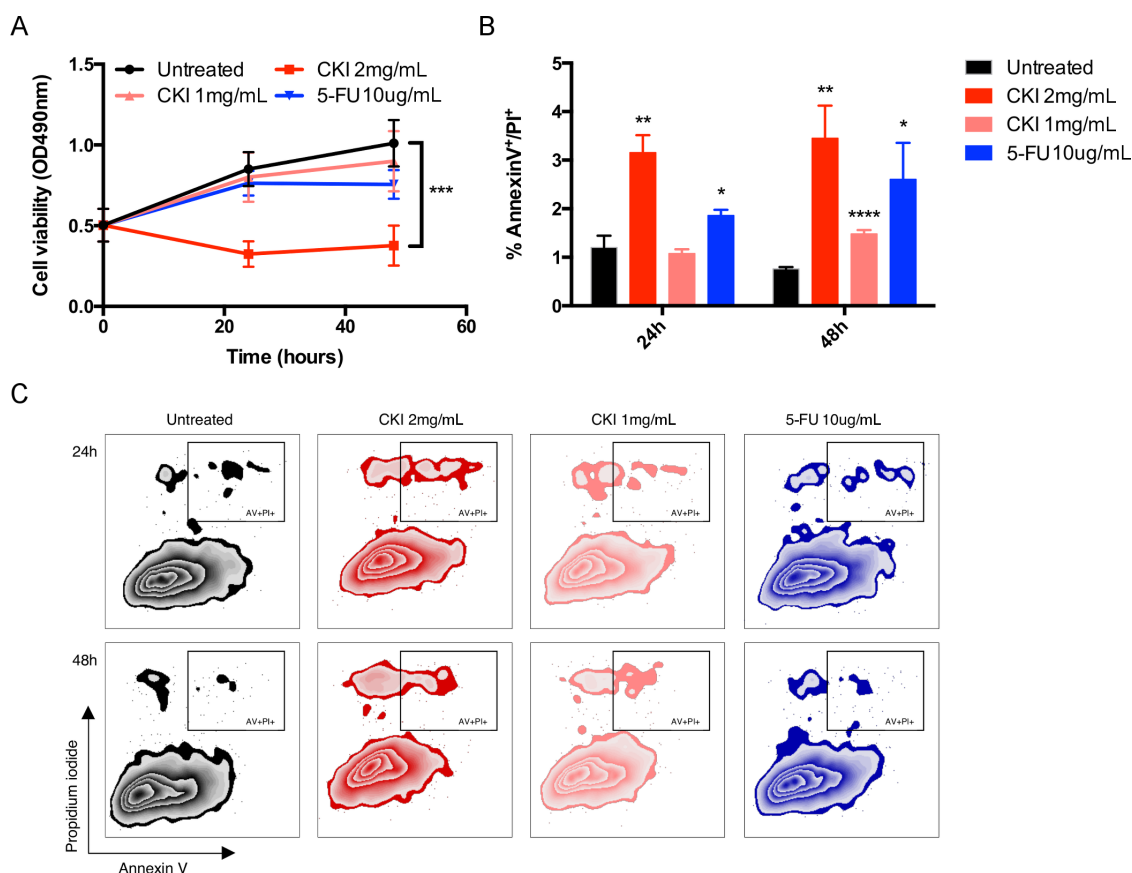 A
Cell viability (OD490nm)
1.5
1.0
0.5
0.0
Untreated
CKI 2mg/mL
CKI 1mg/mL
5-FU10ug/mL
***
0
20
40
60
Time (hours)
B
% AnnexinV+/PI+
5
4
3
2
1
0
**
*
**
****
*
24h
48h
Untreated
CKI 2mg/mL
CKI 1mg/mL
5-FU10ug/mL
C
Untreated
CKI 2mg/mL
CKI 1mg/mL
5-FU 10ug/mL
24h
AV+PI+
AV+PI+
AV+PI+
AV+PI+
48h
AV+PI+
AV+PI+
AV+PI+
AV+PI+
Propidium iodide
Annexin V